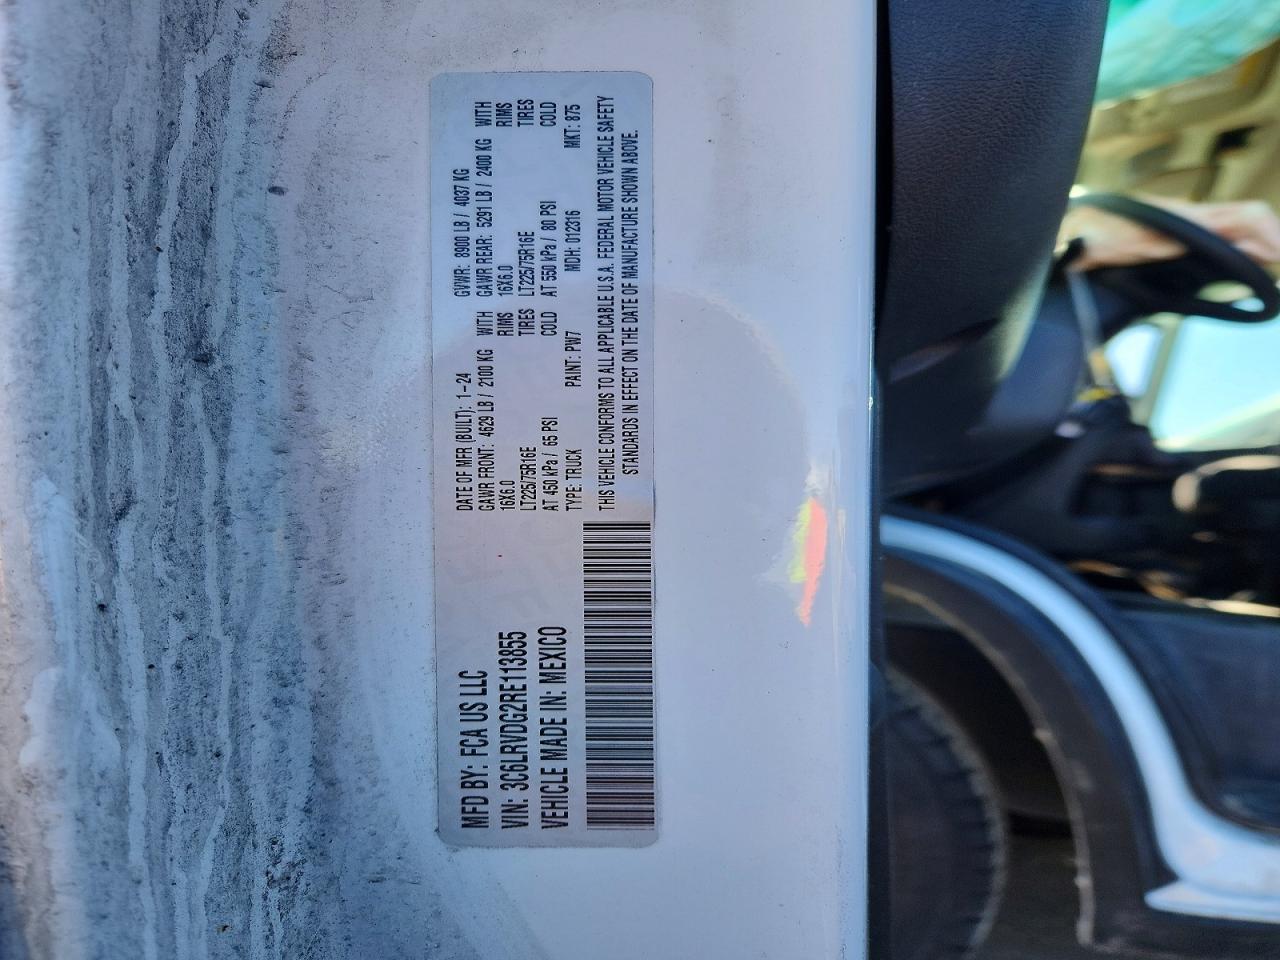 MFD BY: FCA US LLC
VIN: 3C6LRVDG2RE113855
VEHICLE MADE IN: MEXICO
DATE OF MFR (BUILT): 1-24 GVWR: 8900 LB / 4037 KG
GAWR FRONT: 4629 LB / 2100 KG WITH GAWR REAR: 5291 LB / 2400 KG WITH
16X6.0 RIMS 16X6.0 RIMS
LT225/75R16E TIRES LT225/75R16E TIRES
AT 450 kPa / 65 PSI COLD AT 550 kPa / 80 PSI COLD
TYPE: TRUCK PAINT: PW7 MDH: 012316 MKT: 875
THIS VEHICLE CONFORMS TO ALL APPLICABLE U.S.A. FEDERAL MOTOR VEHICLE SAFETY
STANDARDS IN EFFECT ON THE DATE OF MANUFACTURE SHOWN ABOVE.